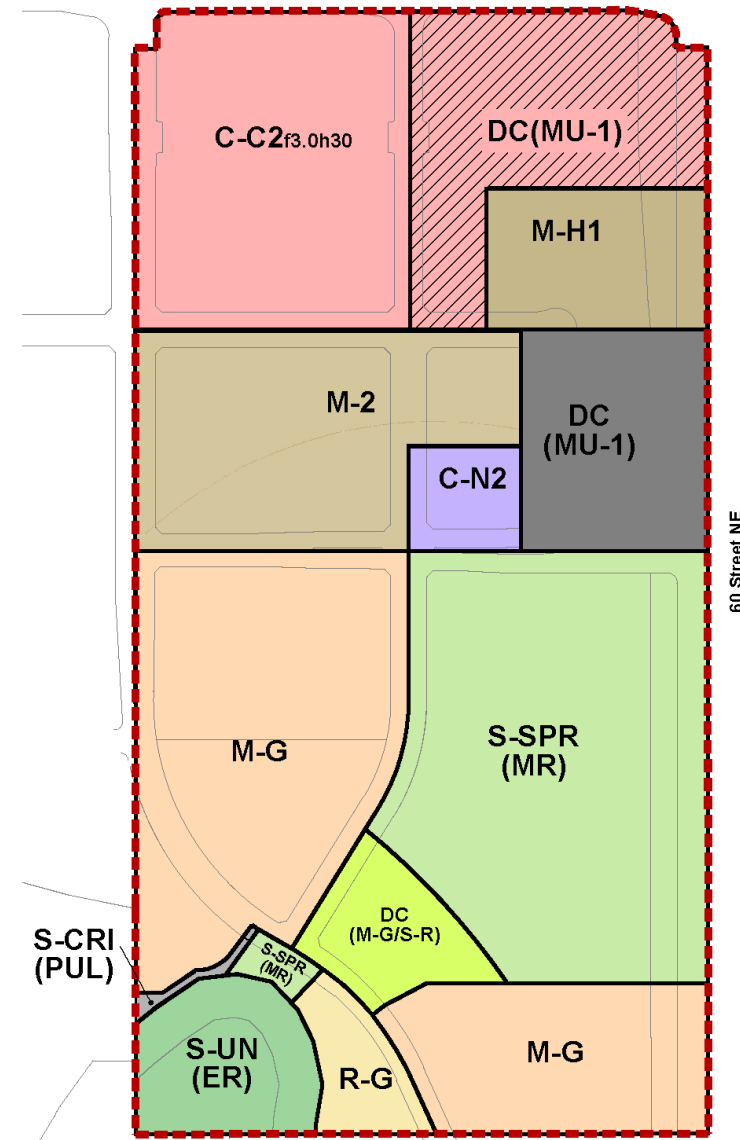 C-C2f3.0h30
DC(MU-1)
M-H1
M-2
DC
(MU-1)
C-N2
60 Street NE
M-G
S-SPR
(MR)
DC
(M-G/S-R)
S-CRI
(PUL)
S-SPR
(MR)
S-UN
(ER)
R-G
M-G